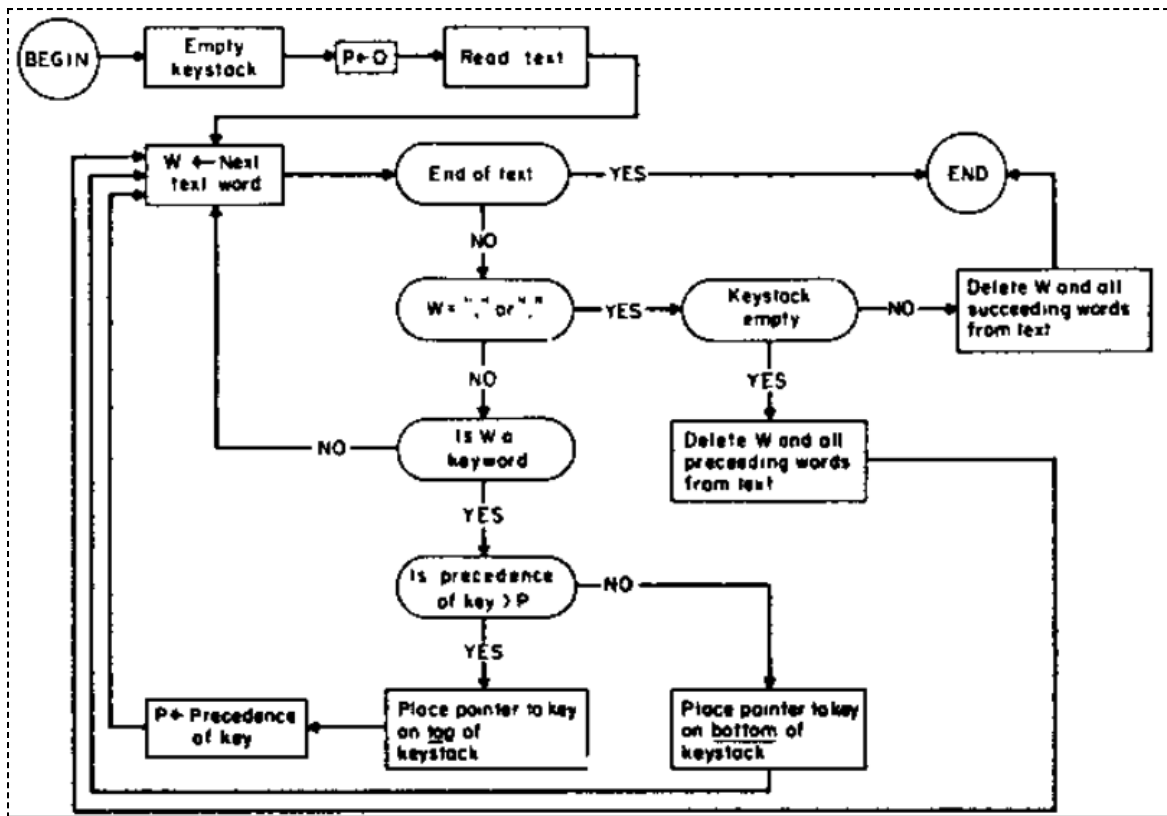 BEGIN
Empty
keystack
P←O
Read text
W ← Next
text word
End of text
YES
END
NO
W = "," or "."
YES
Keystack
empty
NO
Delete W and all
succeeding words
from text
NO
YES
NO
Is W a
keyword
Delete W and all
preceeding words
from text
YES
Is precedence
of key > P
NO
YES
P← Precedence
of key
Place pointer to key
on top of
keystack
Place pointer to key
on bottom of
keystack